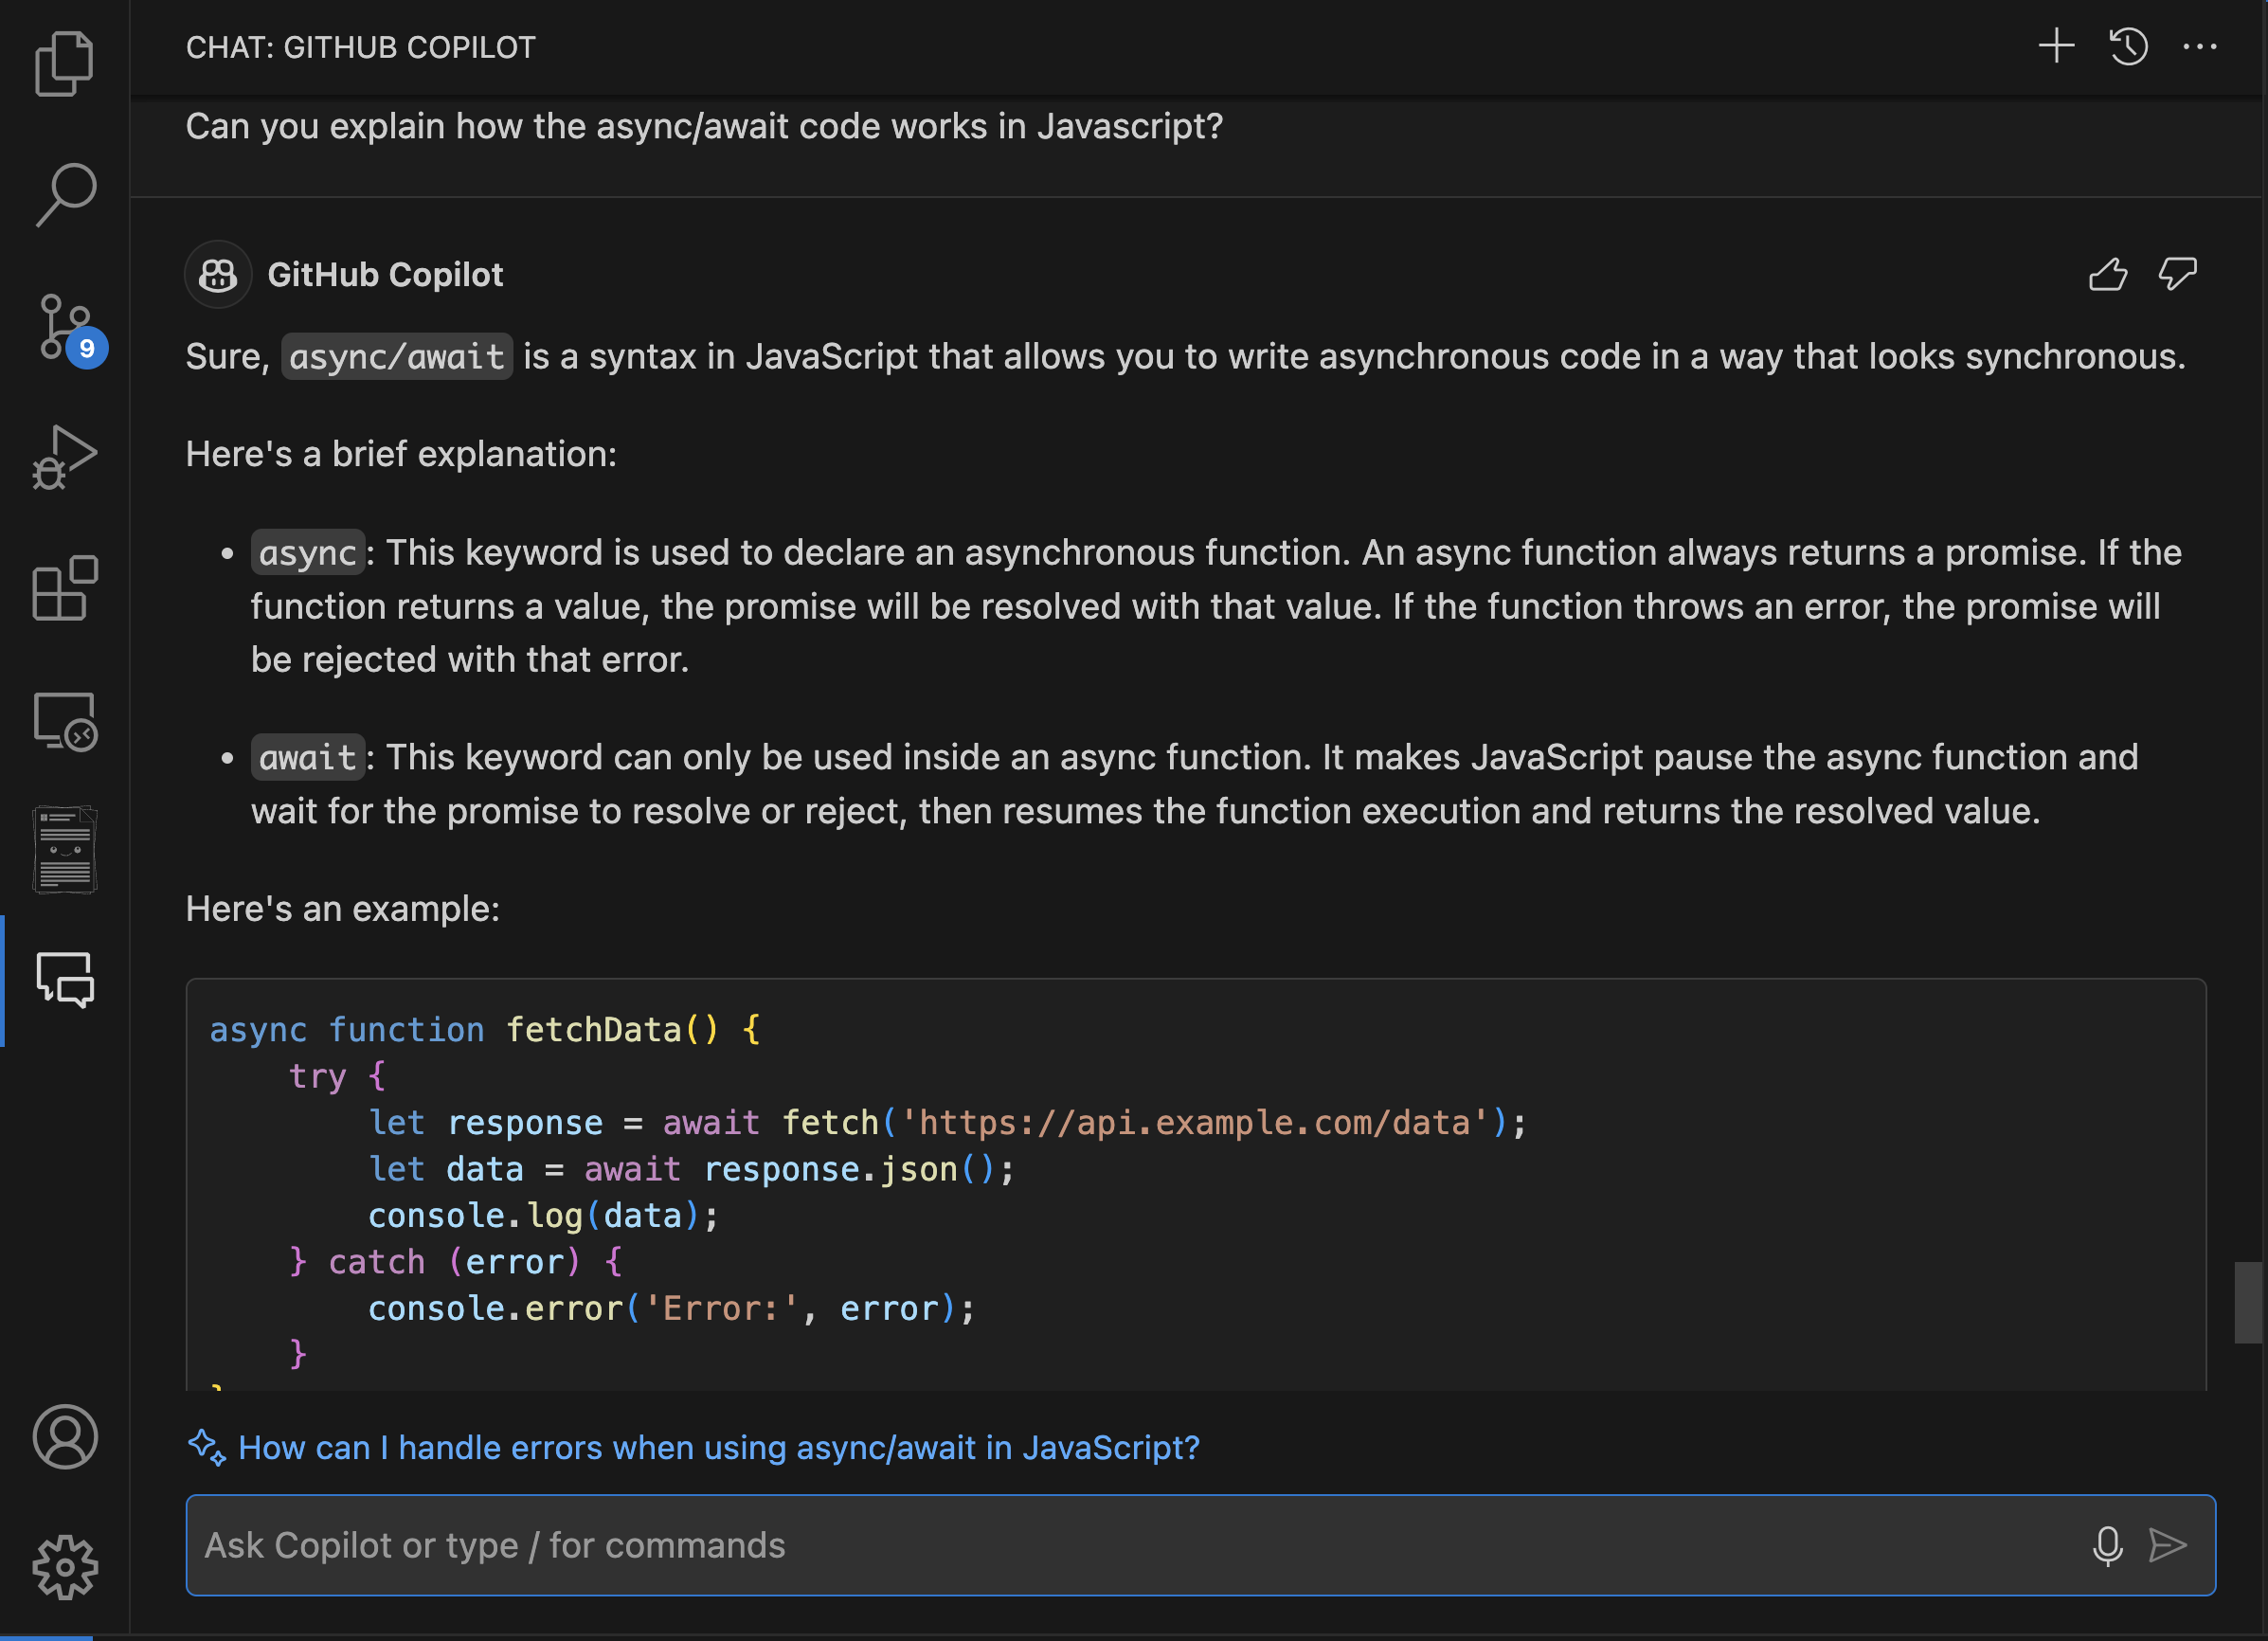 CHAT: GITHUB COPILOT
Can you explain how the async/await code works in Javascript?
GitHub Copilot
9
Sure, async/await is a syntax in JavaScript that allows you to write asynchronous code in a way that looks synchronous.
Here's a brief explanation:
• async: This keyword is used to declare an asynchronous function. An async function always returns a promise. If the
function returns a value, the promise will be resolved with that value. If the function throws an error, the promise will
be rejected with that error.
• await: This keyword can only be used inside an async function. It makes JavaScript pause the async function and
wait for the promise to resolve or reject, then resumes the function execution and returns the resolved value.
Here's an example:
async function fetchData() {
    try {
        let response = await fetch('https://api.example.com/data');
        let data = await response.json();
        console.log(data);
    } catch (error) {
        console.error('Error:', error);
    }
}
How can I handle errors when using async/await in JavaScript?
Ask Copilot or type / for commands